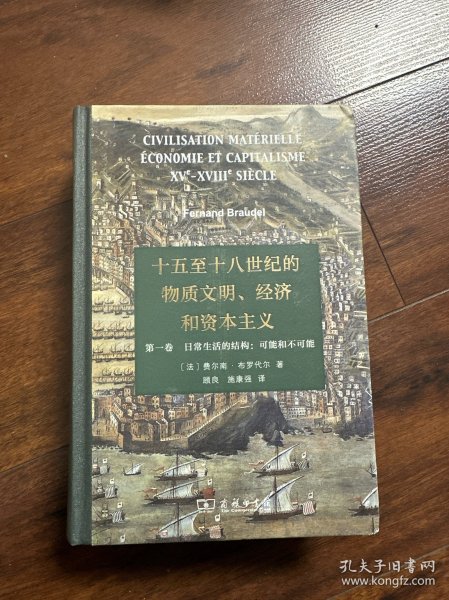 CIVILISATION MATÉRIELLE
ÉCONOMIE ET CAPITALISME
XVe-XVIIIe SIÈCLE
Fernand Braudel
十五至十八世纪的
物质文明、经济
和资本主义
第一卷 日常生活的结构：可能和不可能
〔法〕费尔南·布罗代尔 著
顾良 施康强 译
商务印书馆
The Commercial Press
孔夫子旧书网
www.kongfz.com